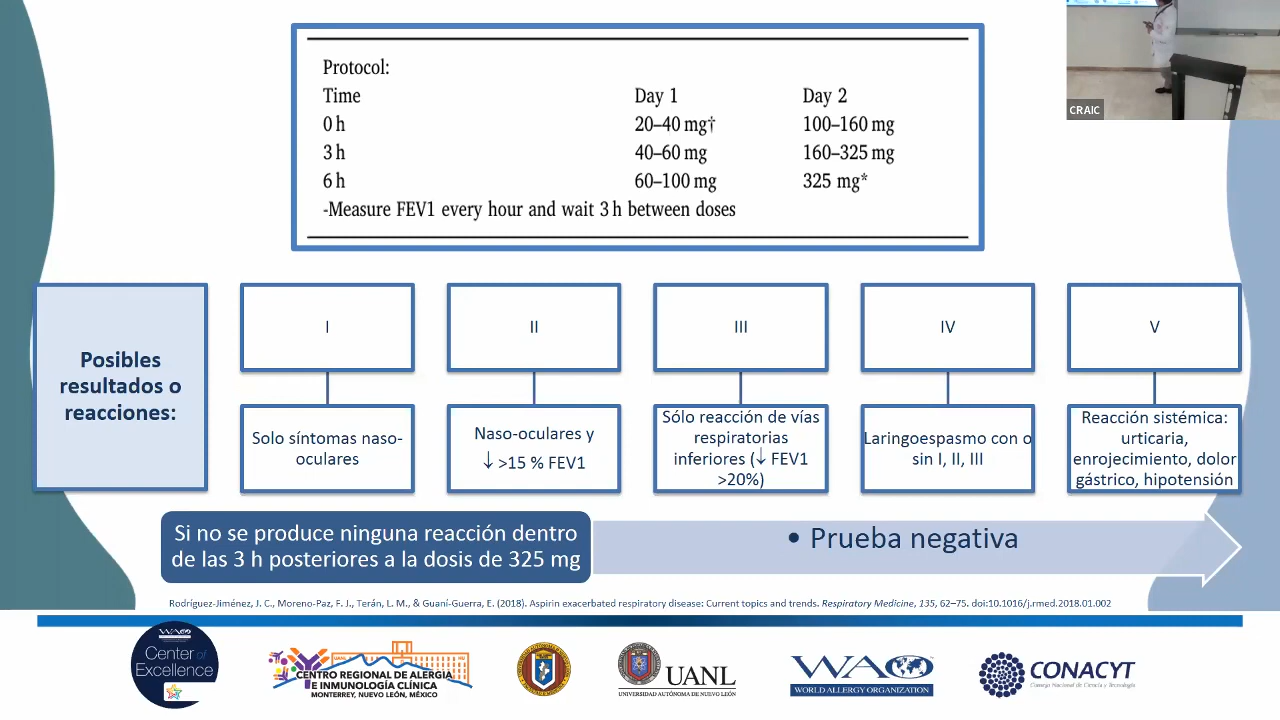 CRAIC
Protocol:
Time Day 1 Day 2
0 h 20–40 mg† 100–160 mg
3 h 40–60 mg 160–325 mg
6 h 60–100 mg 325 mg*
-Measure FEV1 every hour and wait 3 h between doses
Posibles
resultados o
reacciones:
I
Solo síntomas naso-
oculares
II
Naso-oculares y
↓ >15 % FEV1
III
Sólo reacción de vías
respiratorias
inferiores (↓ FEV1
>20%)
IV
Laringoespasmo con o
sin I, II, III
V
Reacción sistémica:
urticaria,
enrojecimiento, dolor
gástrico, hipotensión
Si no se produce ninguna reacción dentro
de las 3 h posteriores a la dosis de 325 mg
• Prueba negativa
Rodríguez-Jiménez, J. C., Moreno-Paz, F. J., Terán, L. M., & Guaní-Guerra, E. (2018). Aspirin exacerbated respiratory disease: Current topics and trends. Respiratory Medicine, 135, 62–75. doi:10.1016/j.rmed.2018.01.002
WAO
Center of
Excellence
CENTRO REGIONAL DE ALERGIA
E INMUNOLOGÍA CLÍNICA
MONTERREY, NUEVO LEÓN, MÉXICO
UANL
UNIVERSIDAD AUTÓNOMA DE NUEVO LEÓN
WAO
WORLD ALLERGY ORGANIZATION
CONACYT
Consejo Nacional de Ciencia y Tecnología